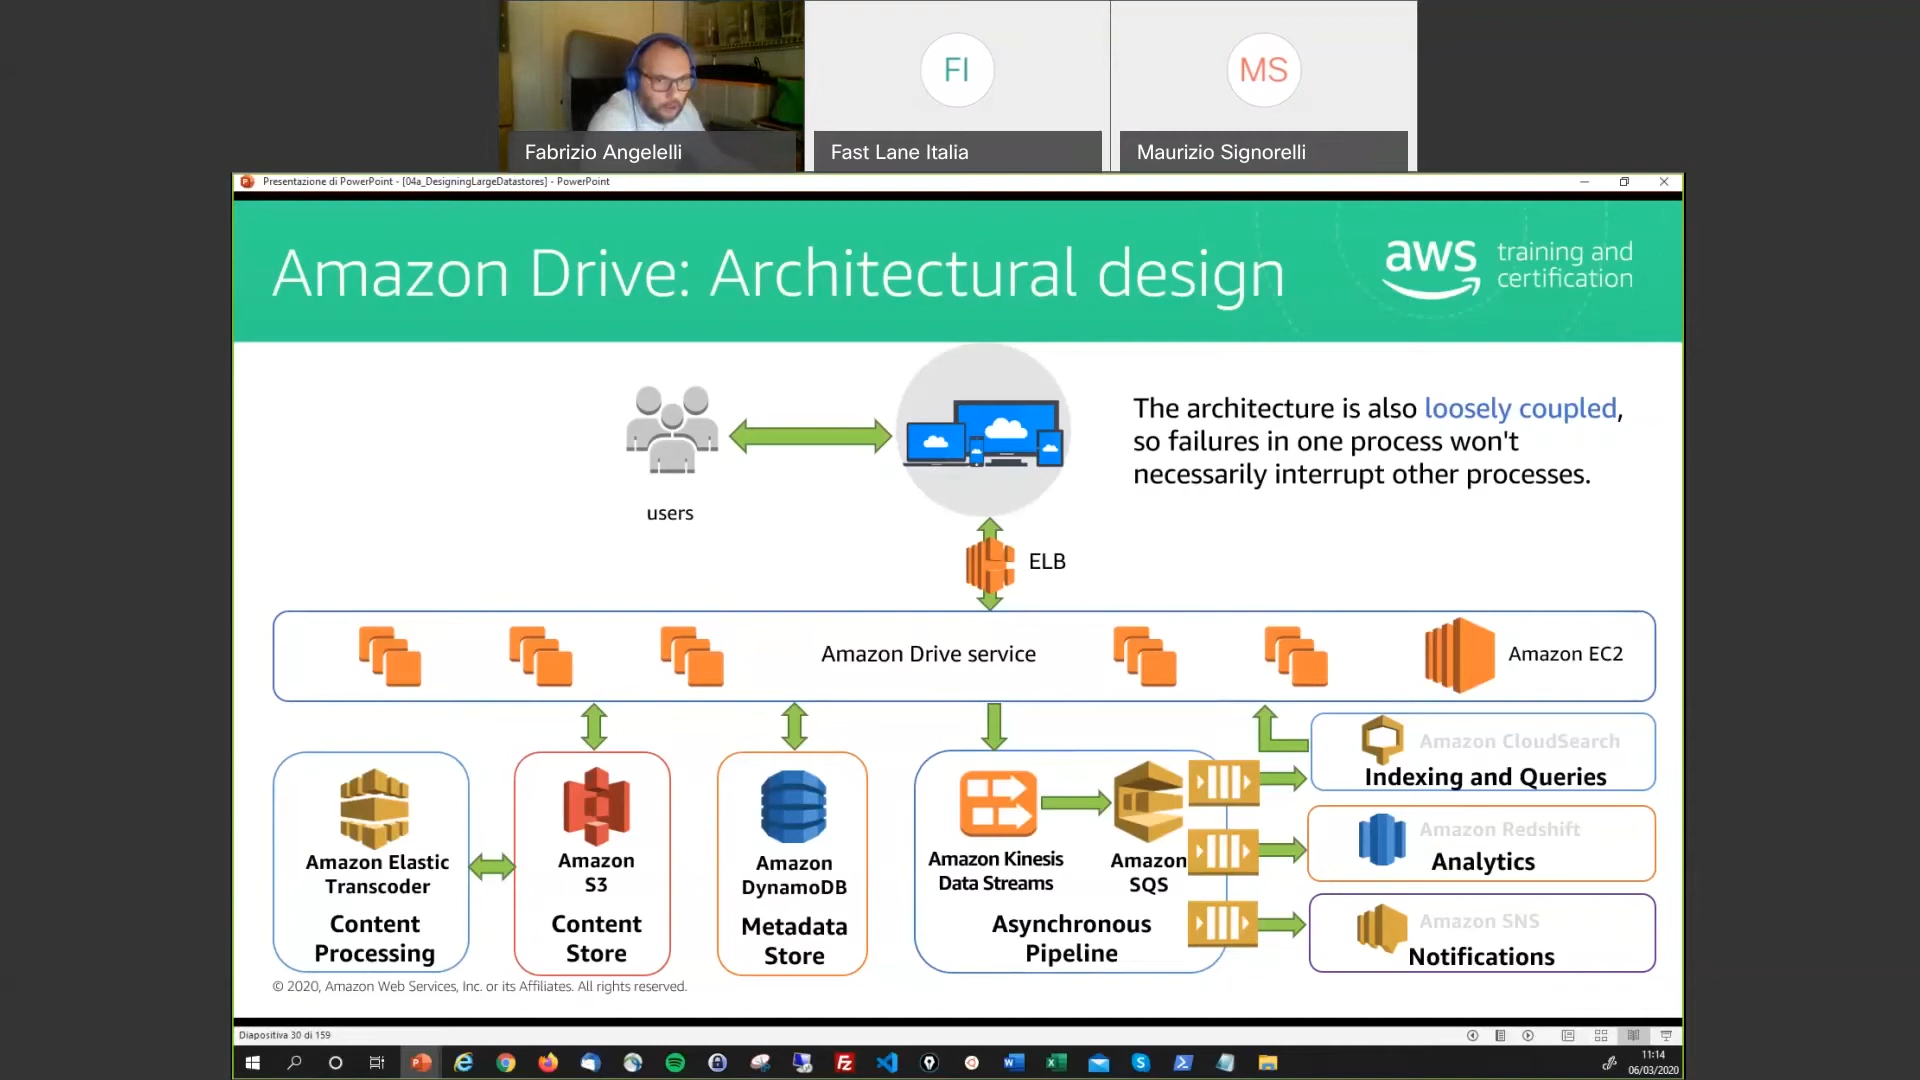 FI
MS
Fabrizio Angelelli
Fast Lane Italia
Maurizio Signorelli
Presentazione di PowerPoint - [04a_DesigningLargeDatastores] - PowerPoint
Amazon Drive: Architectural design
aws
training and
certification
The architecture is also loosely coupled,
so failures in one process won't
necessarily interrupt other processes.
users
ELB
Amazon Drive service
Amazon EC2
Amazon Elastic
Transcoder
Content
Processing
Amazon
S3
Content
Store
Amazon
DynamoDB
Metadata
Store
Amazon Kinesis
Data Streams
Amazon
SQS
Asynchronous
Pipeline
Amazon CloudSearch
Indexing and Queries
Amazon Redshift
Analytics
Amazon SNS
Notifications
© 2020, Amazon Web Services, Inc. or its Affiliates. All rights reserved.
Diapositiva 30 di 159
11:14
06/03/2020